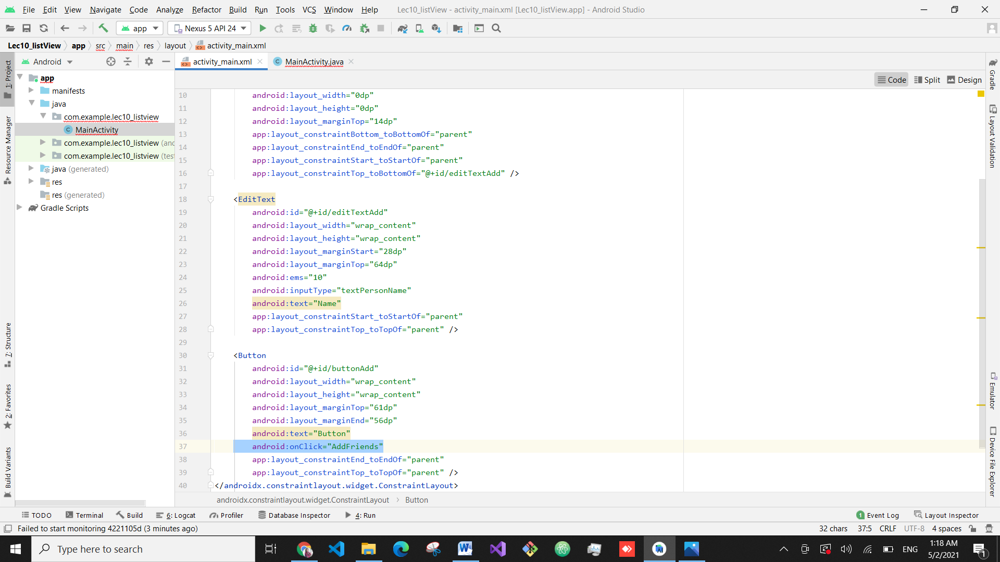 File Edit View Navigate Code Analyze Refactor Build Run Tools VCS Window Help Lec10_listView - activity_main.xml [Lec10_listView.app] - Android Studio
app Nexus 5 API 24
Lec10_listView app src main res layout activity_main.xml
Android
activity_main.xml
MainActivity.java
Code Split Design
1: Project
Resource Manager
7: Structure
2: Favorites
Build Variants
app
manifests
java
com.example.lec10_listview
MainActivity
com.example.lec10_listview (and
com.example.lec10_listview (test
java (generated)
res
res (generated)
Gradle Scripts
10 android:layout_width="0dp"
11 android:layout_height="0dp"
12 android:layout_marginTop="14dp"
13 app:layout_constraintBottom_toBottomOf="parent"
14 app:layout_constraintEnd_toEndOf="parent"
15 app:layout_constraintStart_toStartOf="parent"
16 app:layout_constraintTop_toBottomOf="@+id/editTextAdd" />
17
18 <EditText
19 android:id="@+id/editTextAdd"
20 android:layout_width="wrap_content"
21 android:layout_height="wrap_content"
22 android:layout_marginStart="28dp"
23 android:layout_marginTop="64dp"
24 android:ems="10"
25 android:inputType="textPersonName"
26 android:text="Name"
27 app:layout_constraintStart_toStartOf="parent"
28 app:layout_constraintTop_toTopOf="parent" />
29
30 <Button
31 android:id="@+id/buttonAdd"
32 android:layout_width="wrap_content"
33 android:layout_height="wrap_content"
34 android:layout_marginTop="61dp"
35 android:layout_marginEnd="56dp"
36 android:text="Button"
37 android:onClick="AddFriends"
38 app:layout_constraintEnd_toEndOf="parent"
39 app:layout_constraintTop_toTopOf="parent" />
40 </androidx.constraintlayout.widget.ConstraintLayout>
androidx.constraintlayout.widget.ConstraintLayout Button
Gradle
Layout Validation
Emulator
Device File Explorer
TODO Terminal Build 6: Logcat Profiler Database Inspector 4: Run 1 Event Log Layout Inspector
Failed to start monitoring 4221105d (3 minutes ago) 32 chars 37:5 CRLF UTF-8 4 spaces
Type here to search
ENG
1:18 AM
5/2/2021
1